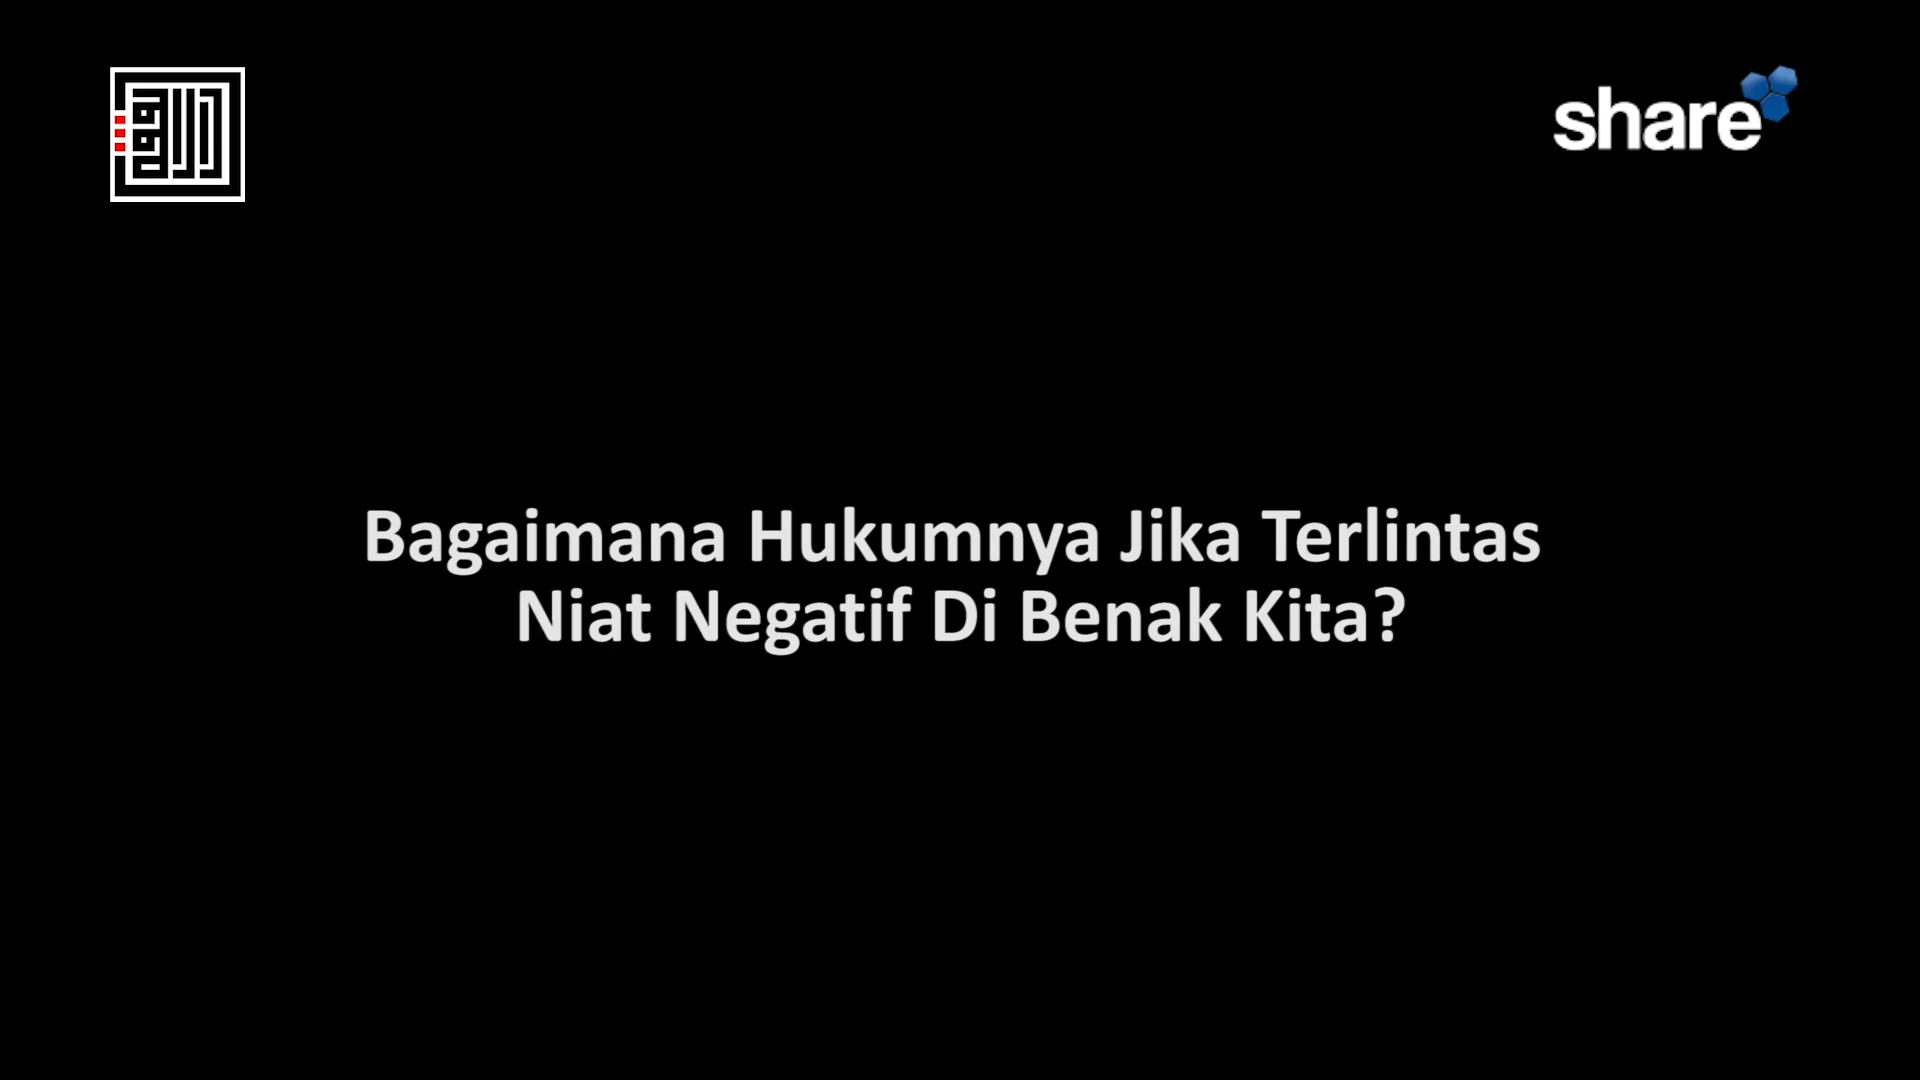 share
Bagaimana Hukumnya Jika Terlintas
Niat Negatif Di Benak Kita?